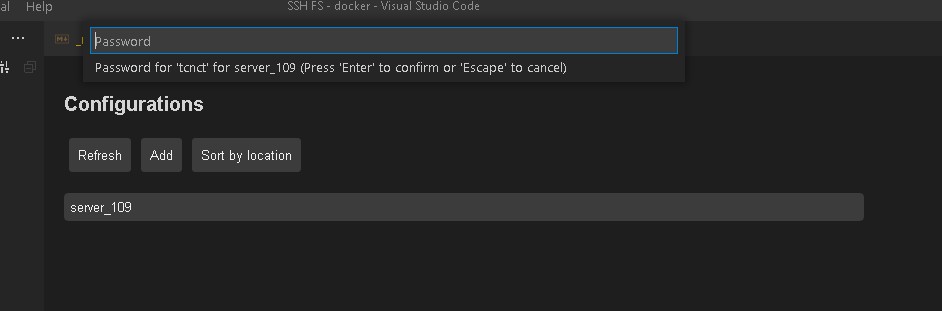 al Help SSH FS - docker - Visual Studio Code
Password
Password for 'tcnct' for server_109 (Press 'Enter' to confirm or 'Escape' to cancel)
Configurations
Refresh Add Sort by location
server_109